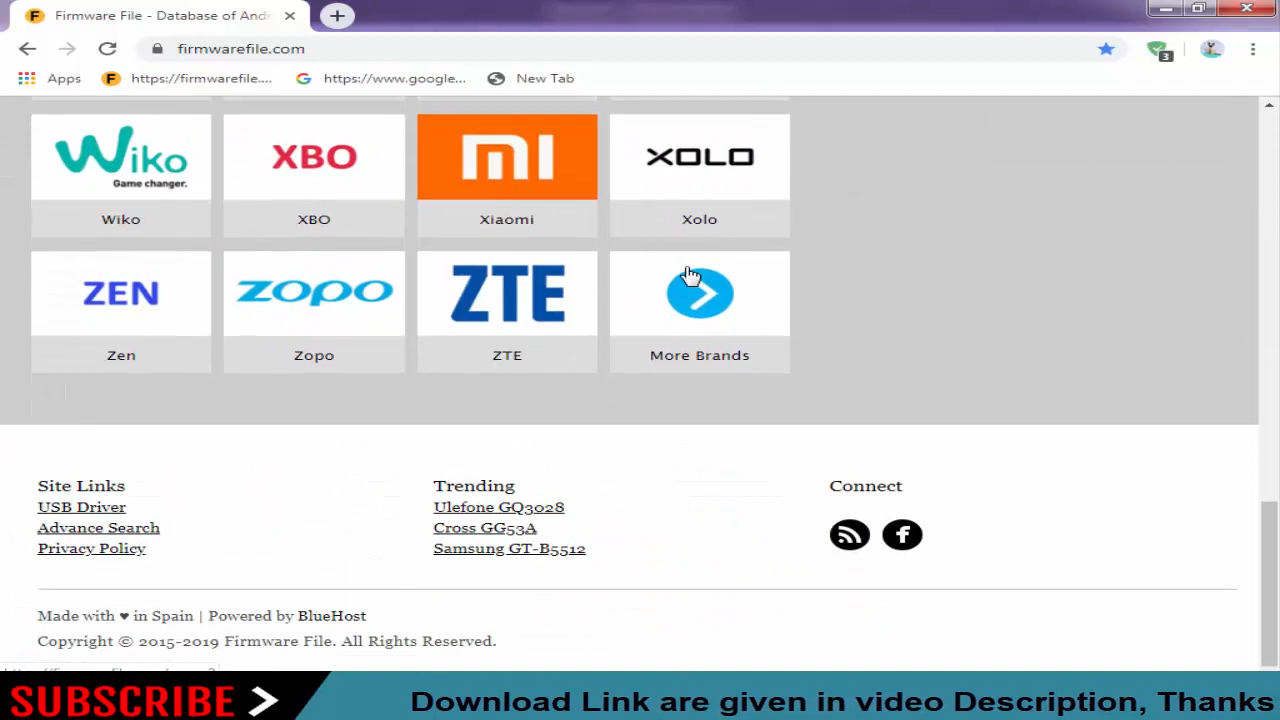 Firmware File - Database of And
firmwarefile.com
3
Apps
https://firmwarefile....
https://www.google...
New Tab
Wiko
Game changer.
XBO
MI
XOLO
Wiko
XBO
Xiaomi
Xolo
ZEN
ZOPO
ZTE
Zen
Zopo
ZTE
More Brands
Site Links
Trending
Connect
USB Driver
Ulefone GQ3028
Advance Search
Cross GG53A
Privacy Policy
Samsung GT-B5512
Made with ♥ in Spain | Powered by BlueHost
Copyright © 2015-2019 Firmware File. All Rights Reserved.
SUBSCRIBE
Download Link are given in video Description, Thanks